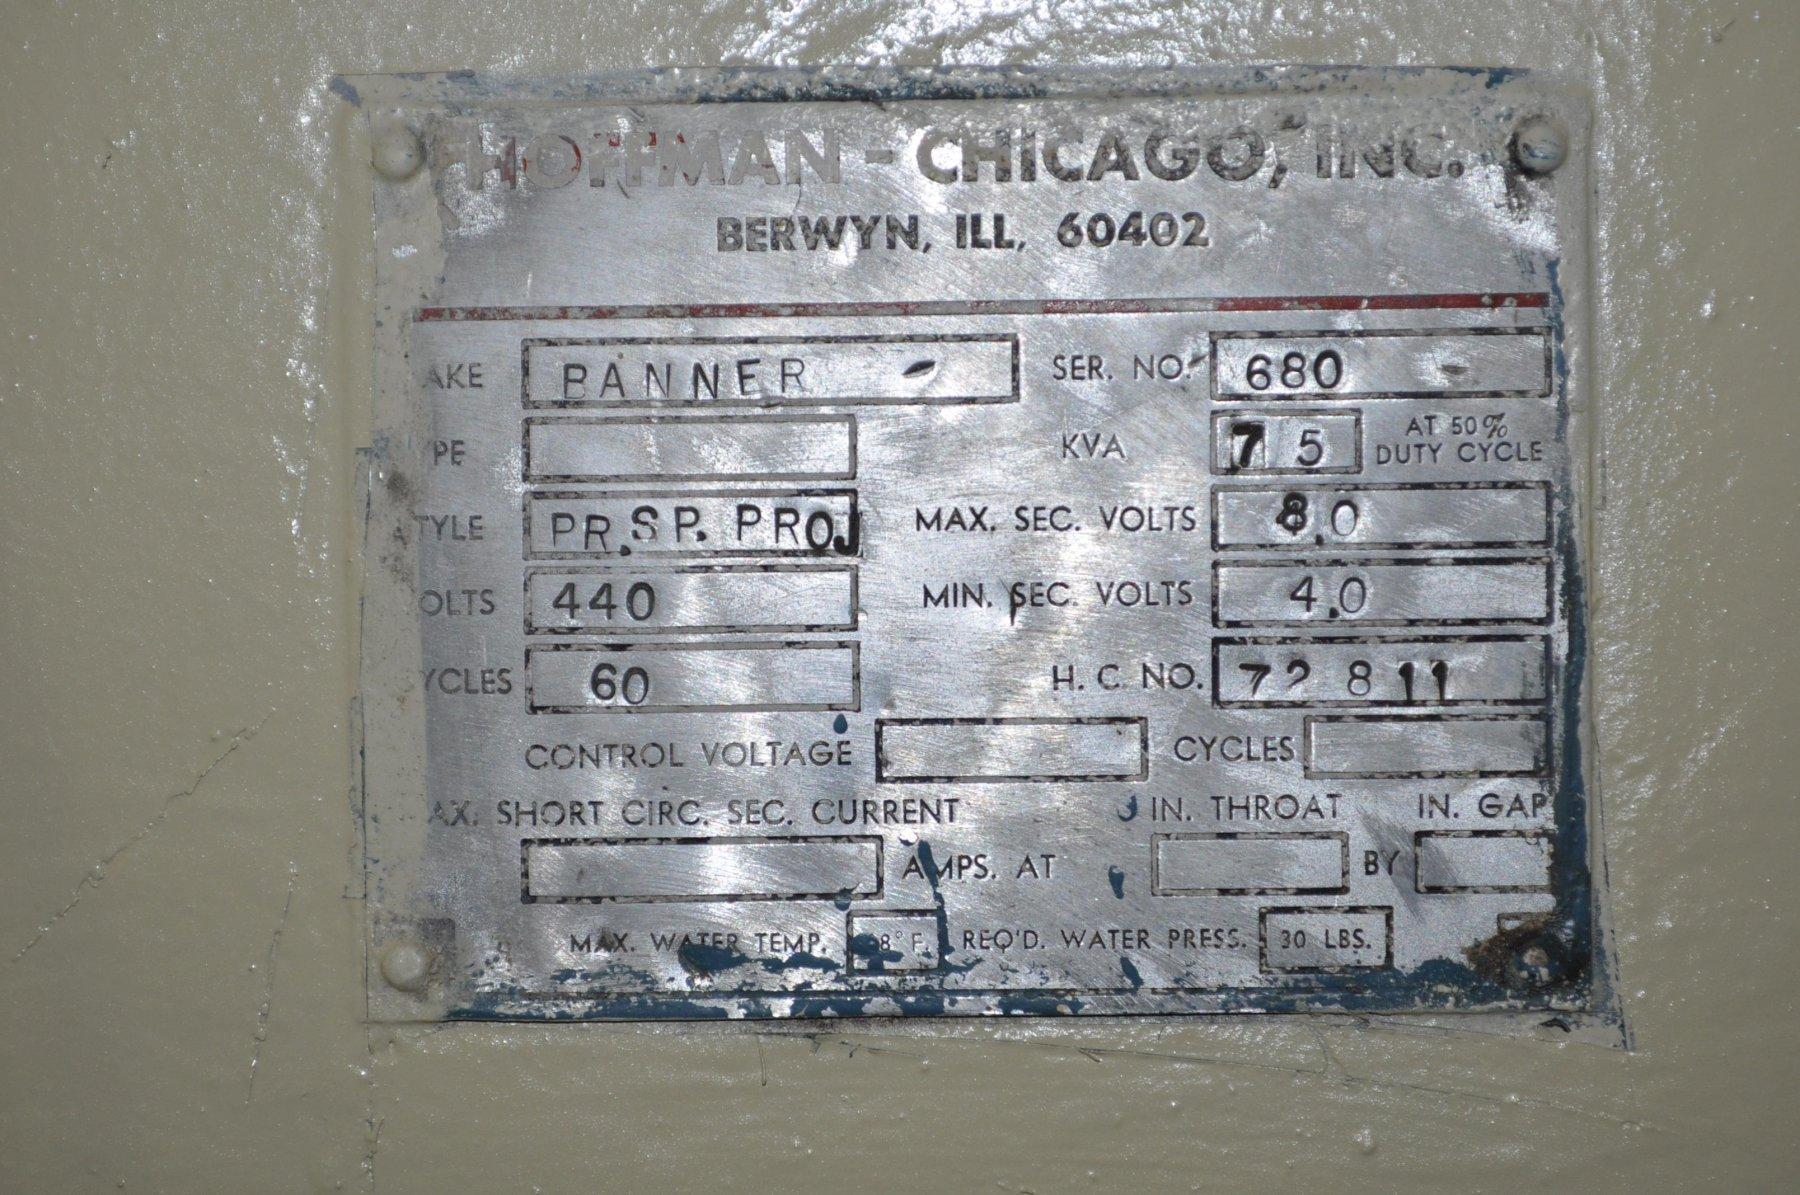 HOFFMAN - CHICAGO, INC.
BERWYN, ILL, 60402
AKE BANNER SER. NO. 680
PE KVA 75 AT 50% DUTY CYCLE
TYLE PR. SP. PROJ MAX. SEC. VOLTS 8.0
OLTS 440 MIN. SEC. VOLTS 4.0
YCLES 60 H. C. NO. 72 811
CONTROL VOLTAGE CYCLES
AX. SHORT CIRC. SEC. CURRENT IN. THROAT IN. GAP
AMPS. AT BY
MAX. WATER TEMP. 8° F. REQ'D. WATER PRESS. 30 LBS.